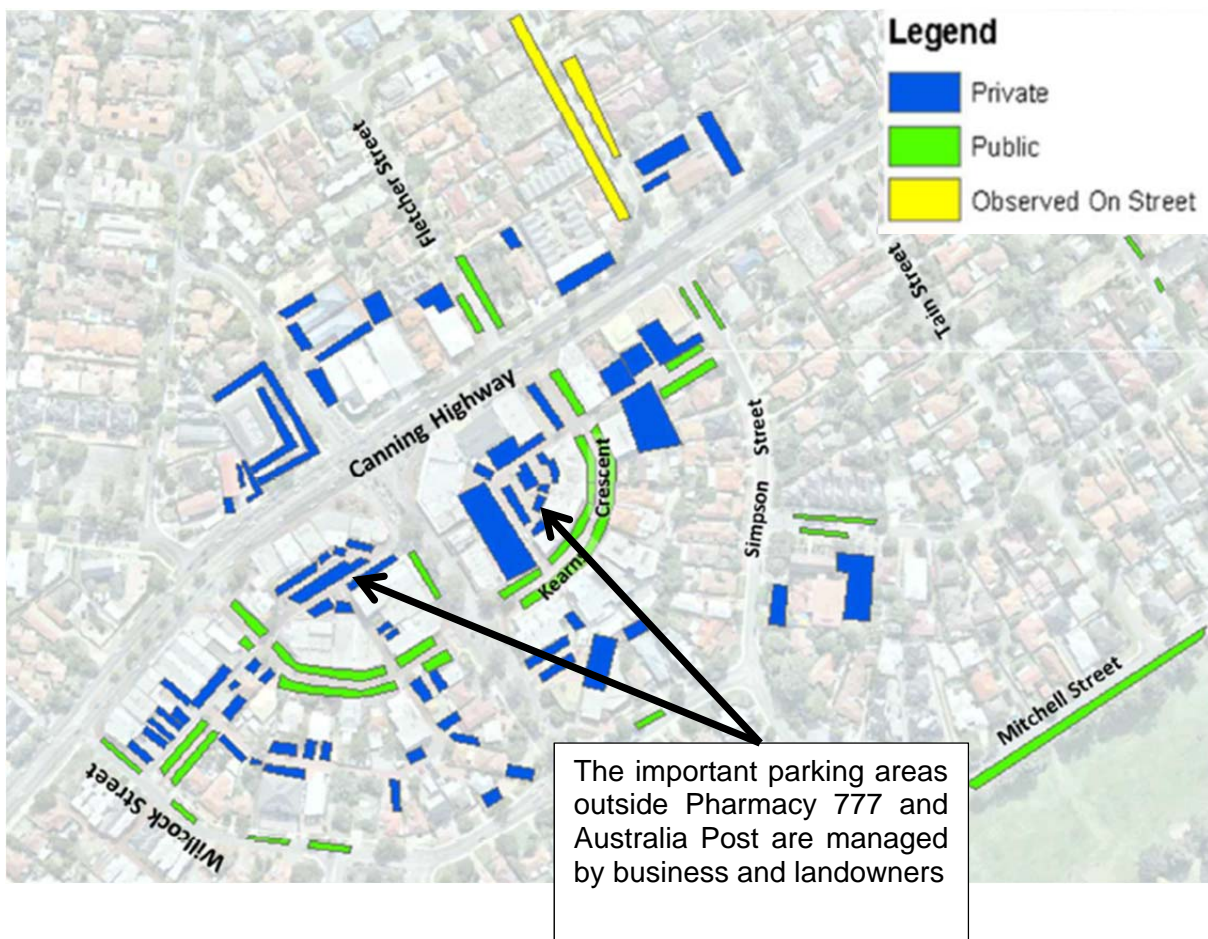 Legend
Private
Public
Observed On Street
Fletcher Street
Tain Street
Canning Highway
Crescent
Kearns
Simpson Street
Mitchell Street
Willcock Street
The important parking areas
outside Pharmacy 777 and
Australia Post are managed
by business and landowners